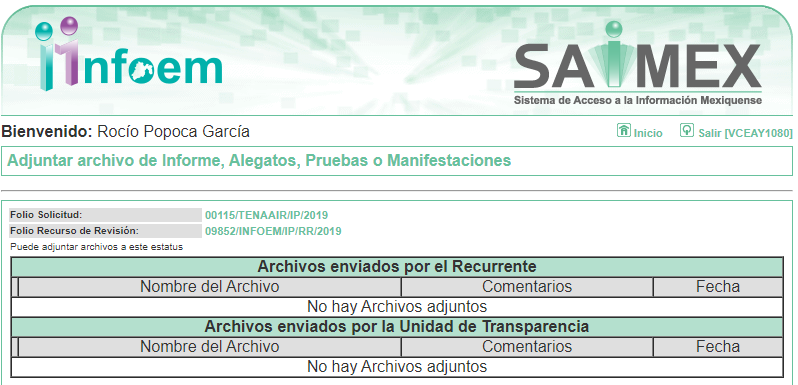 infoem
SAIMEX
Sistema de Acceso a la Información Mexiquense
Bienvenido: Rocío Popoca García
Inicio Salir [VCEAY1080]
Adjuntar archivo de Informe, Alegatos, Pruebas o Manifestaciones
Folio Solicitud: 00115/TENAAIR/IP/2019
Folio Recurso de Revisión: 09852/INFOEM/IP/RR/2019
Puede adjuntar archivos a este estatus
Archivos enviados por el Recurrente
Nombre del Archivo Comentarios Fecha
No hay Archivos adjuntos
Archivos enviados por la Unidad de Transparencia
Nombre del Archivo Comentarios Fecha
No hay Archivos adjuntos